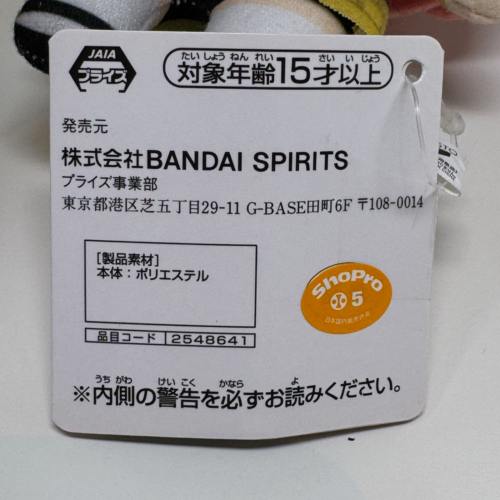 JAIA
プライズ
たい しょう ねん れい さい い じょう
対象年齢15才以上
発売元
株式会社BANDAI SPIRITS
プライズ事業部
東京都港区芝五丁目29-11 G-BASE田町6F 〒108-0014
[製品素材]
本体：ポリエステル
ShoPro
5
品目コード 2548641
うち がわ けい こく かなら よ
※内側の警告を必ずお読みください。